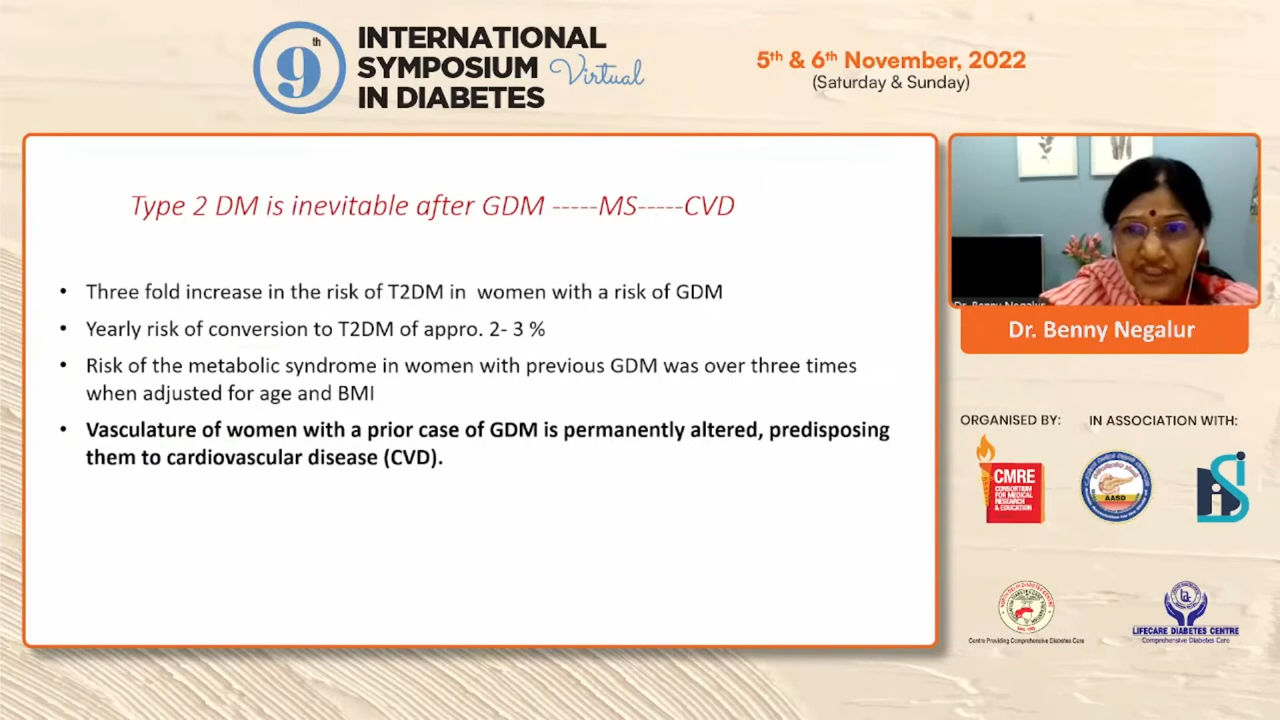 9th
INTERNATIONAL
SYMPOSIUM Virtual
IN DIABETES
5th & 6th November, 2022
(Saturday & Sunday)
Type 2 DM is inevitable after GDM -----MS-----CVD
• Three fold increase in the risk of T2DM in women with a risk of GDM
• Yearly risk of conversion to T2DM of appro. 2- 3 %
• Risk of the metabolic syndrome in women with previous GDM was over three times
when adjusted for age and BMI
• Vasculature of women with a prior case of GDM is permanently altered, predisposing
them to cardiovascular disease (CVD).
Dr. Benny Negalur
Dr. Benny Negalur
ORGANISED BY:
IN ASSOCIATION WITH:
CMRE
CONSORTIUM
FOR MEDICAL
RESEARCH
& EDUCATION
AASD
Centre Providing Comprehensive Diabetes Care
LIFECARE DIABETES CENTRE
Comprehensive Diabetes Care